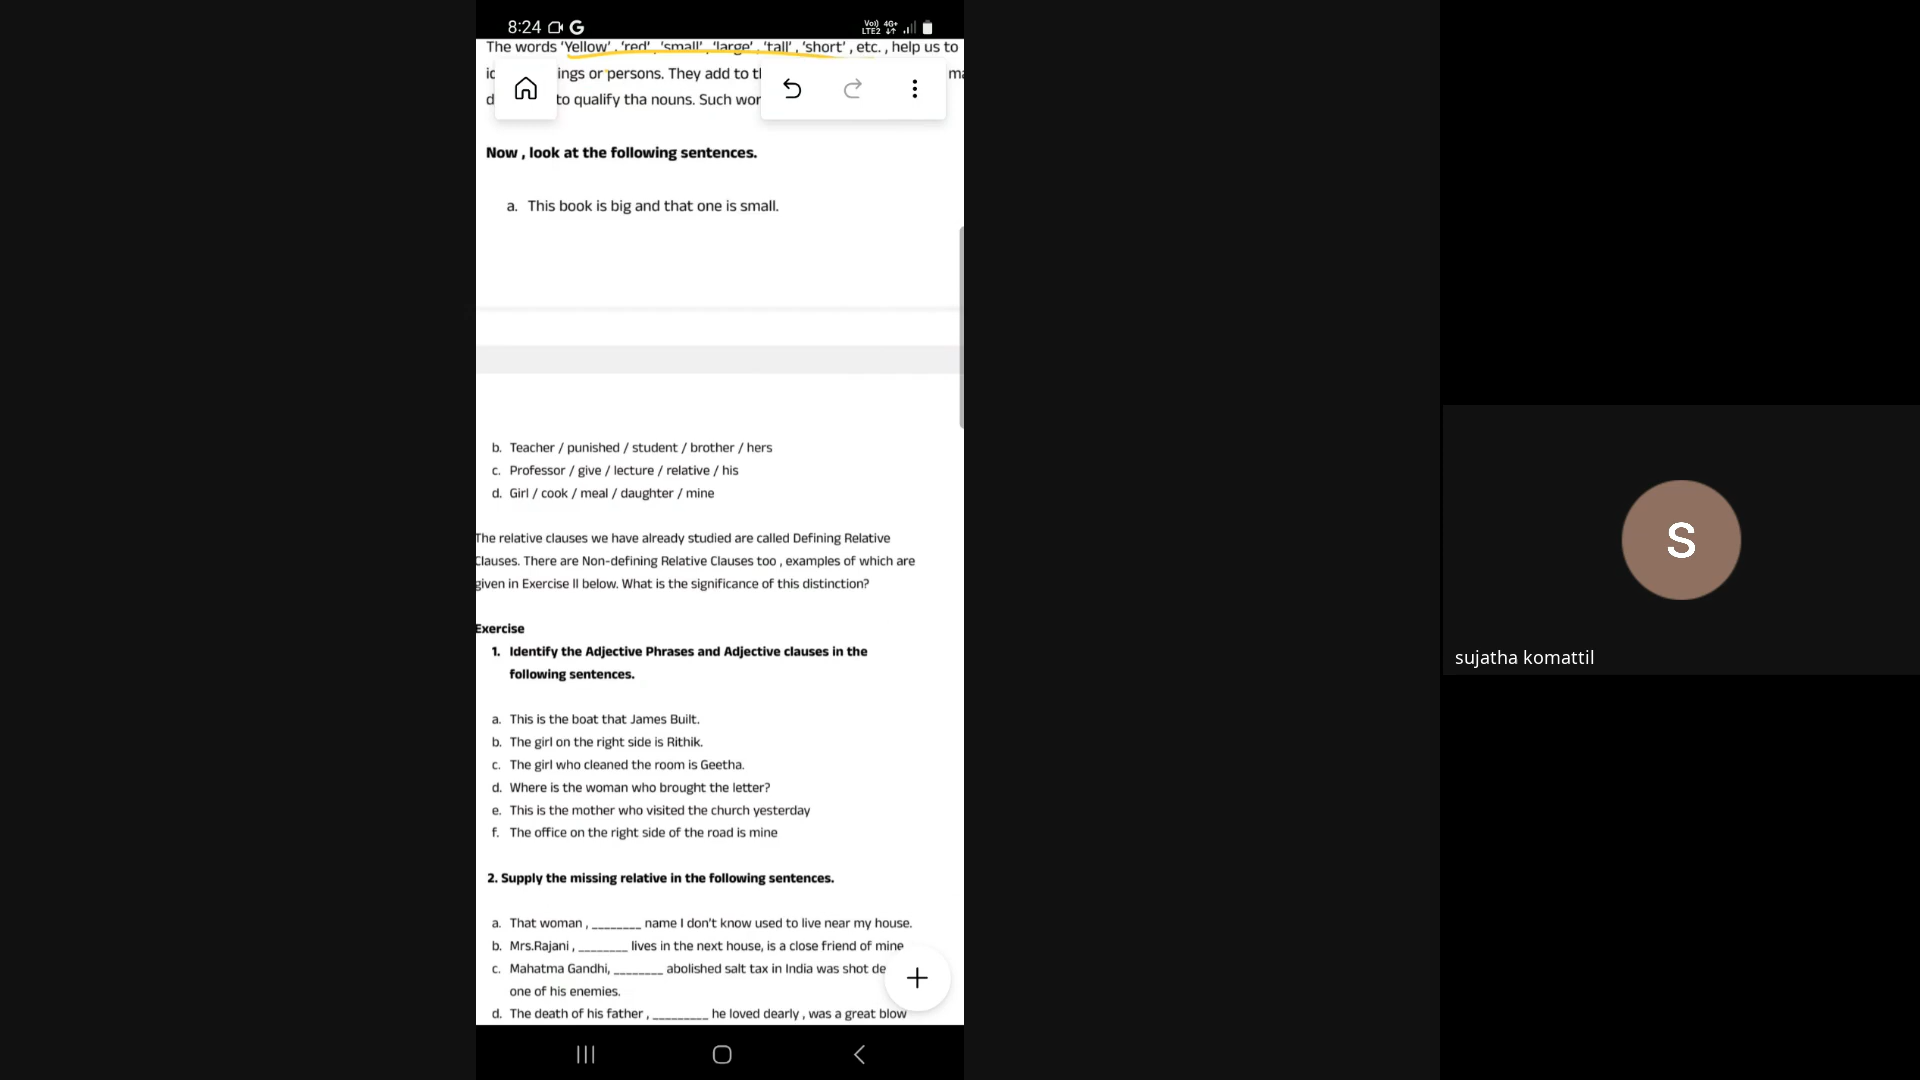 8:24
Vo)) 4G+
LTE2
The words ‘Yellow’ , ‘red’ , ‘small’ , ‘large’ , ‘tall’ , ‘short’ , etc. , help us to
ings or persons. They add to
to qualify tha nouns. Such
Now , look at the following sentences.
a. This book is big and that one is small.
b. Teacher / punished / student / brother / hers
c. Professor / give / lecture / relative / his
d. Girl / cook / meal / daughter / mine
The relative clauses we have already studied are called Defining Relative
Clauses. There are Non-defining Relative Clauses too , examples of which are
given in Exercise II below. What is the significance of this distinction?
Exercise
1. Identify the Adjective Phrases and Adjective clauses in the
following sentences.
a. This is the boat that James Built.
b. The girl on the right side is Rithik.
c. The girl who cleaned the room is Geetha.
d. Where is the woman who brought the letter?
e. This is the mother who visited the church yesterday
f. The office on the right side of the road is mine
2. Supply the missing relative in the following sentences.
a. That woman , ________ name I don’t know used to live near my house.
b. Mrs.Rajani , ________ lives in the next house, is a close friend of mine
c. Mahatma Gandhi, ________ abolished salt tax in India was shot de
one of his enemies.
d. The death of his father , _________ he loved dearly , was a great blow
S
sujatha komattil